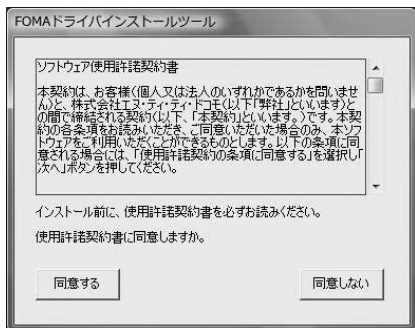 FOMAドライバインストールツール
ソフトウェア使用許諾契約書
本契約は、お客様(個人又は法人のいずれかであるかを問いませ
ん)と、株式会社エヌ・ティ・ティ・ドコモ(以下「弊社」といいます)と
の間で締結される契約(以下、「本契約」といいます。)です。本契
約の各条項をお読みいただき、ご同意いただいた場合のみ、本ソフ
トウェアをご利用いただくことができるものとします。以下の条項に同
意される場合には、「使用許諾契約の条項に同意する」を選択し「
次へ」ボタンを押してください。
インストール前に、使用許諾契約書を必ずお読みください。
使用許諾契約書に同意しますか。
同意する
同意しない